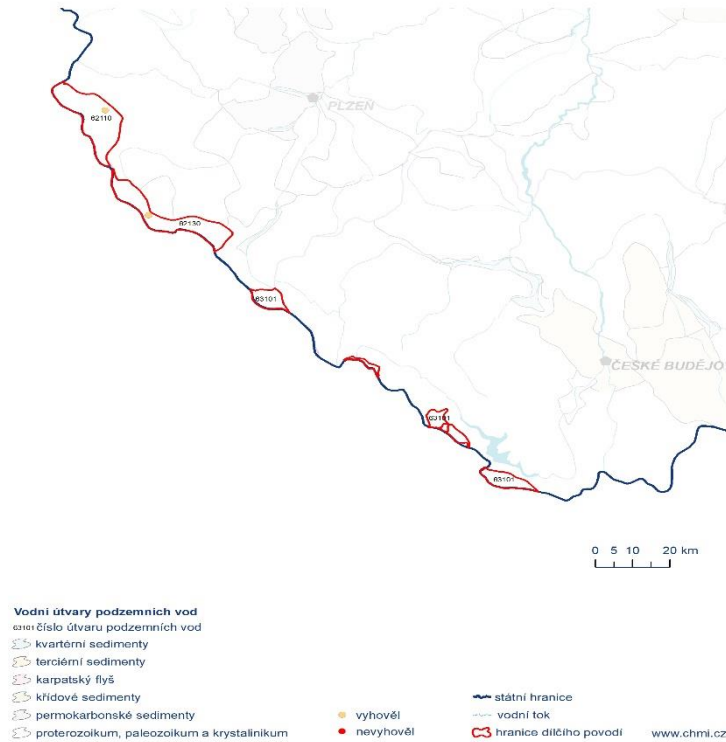 PLZEŇ
62110
62130
63101
ČESKÉ BUDĚJO
63101
63101
0 5 10 20 km
Vodní útvary podzemních vod
63101 číslo útvaru podzemních vod
kvartérní sedimenty
terciérní sedimenty
karpatský flyš
křídové sedimenty
permokarbonské sedimenty
proterozoikum, paleozoikum a krystalinikum
vyhověl
nevyhověl
státní hranice
vodní tok
hranice dílčího povodí
www.chmi.cz